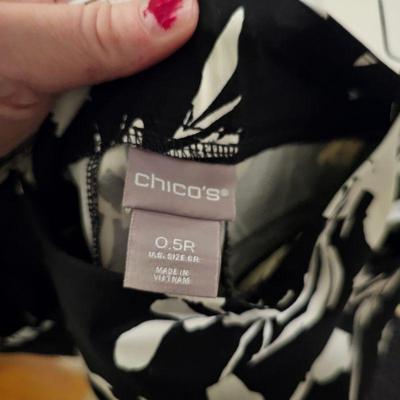 chico's®
0.5R
U.S. SIZE 6R
MADE IN
VIETNAM